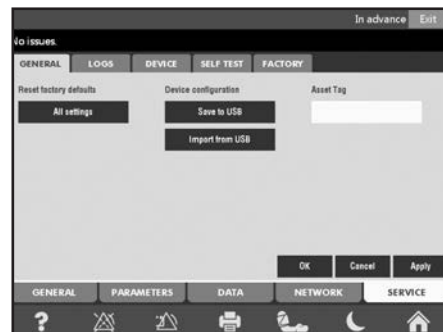 In advance Exit
No issues.
GENERAL LOGS DEVICE SELF TEST FACTORY
Reset factory defaults Device configuration Asset Tag
All settings Save to USB
Import from USB
OK Cancel Apply
GENERAL PARAMETERS DATA NETWORK SERVICE
?